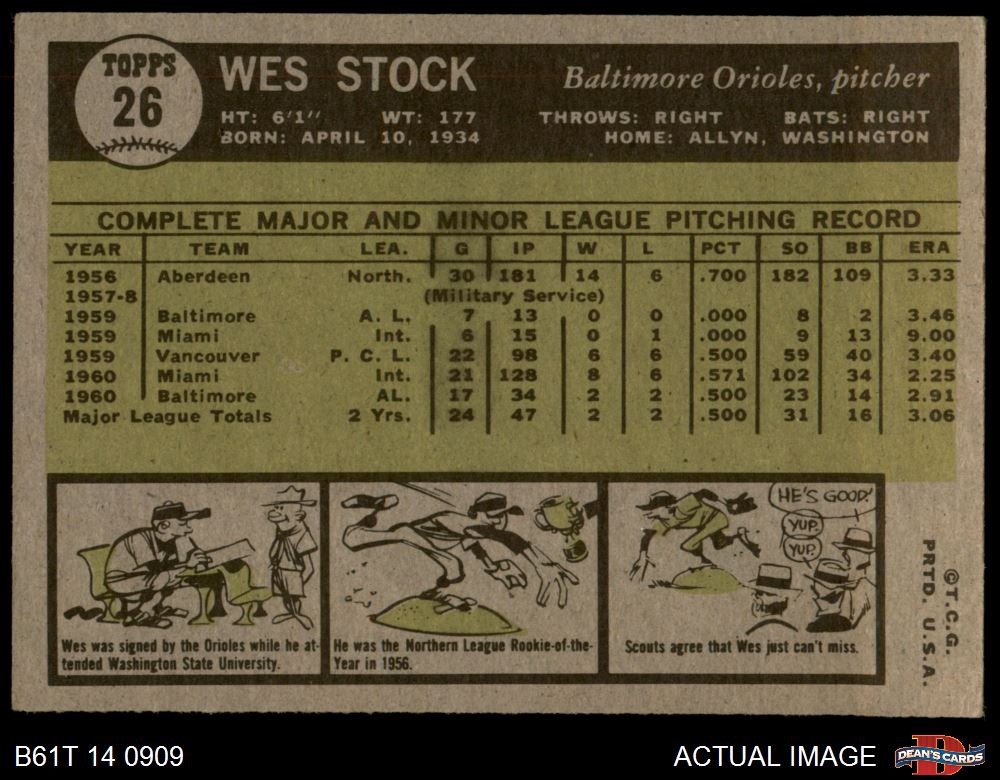 TOPPS
26
WES STOCK
Baltimore Orioles, pitcher
HT: 6'1" WT: 177 THROWS: RIGHT BATS: RIGHT
BORN: APRIL 10, 1934 HOME: ALLYN, WASHINGTON
COMPLETE MAJOR AND MINOR LEAGUE PITCHING RECORD
YEAR TEAM LEA. G IP W L PCT SO BB ERA
1956 Aberdeen North. 30 181 14 6 .700 182 109 3.33
1957-8 (Military Service)
1959 Baltimore A. L. 7 13 0 0 .000 8 2 3.46
1959 Miami Int. 6 15 0 1 .000 9 13 9.00
1959 Vancouver P. C. L. 22 98 6 6 .500 59 40 3.40
1960 Miami Int. 21 128 8 6 .571 102 34 2.25
1960 Baltimore AL. 17 34 2 2 .500 23 14 2.91
Major League Totals 2 Yrs. 24 47 2 2 .500 31 16 3.06
Wes was signed by the Orioles while he at-
tended Washington State University.
He was the Northern League Rookie-of-the-
Year in 1956.
HE'S GOOD!
YUP.
YUP.
Scouts agree that Wes just can't miss.
© T. C. G.
PRTD. U. S. A.
B61T 14 0909
ACTUAL IMAGE
DEAN'S CARDS